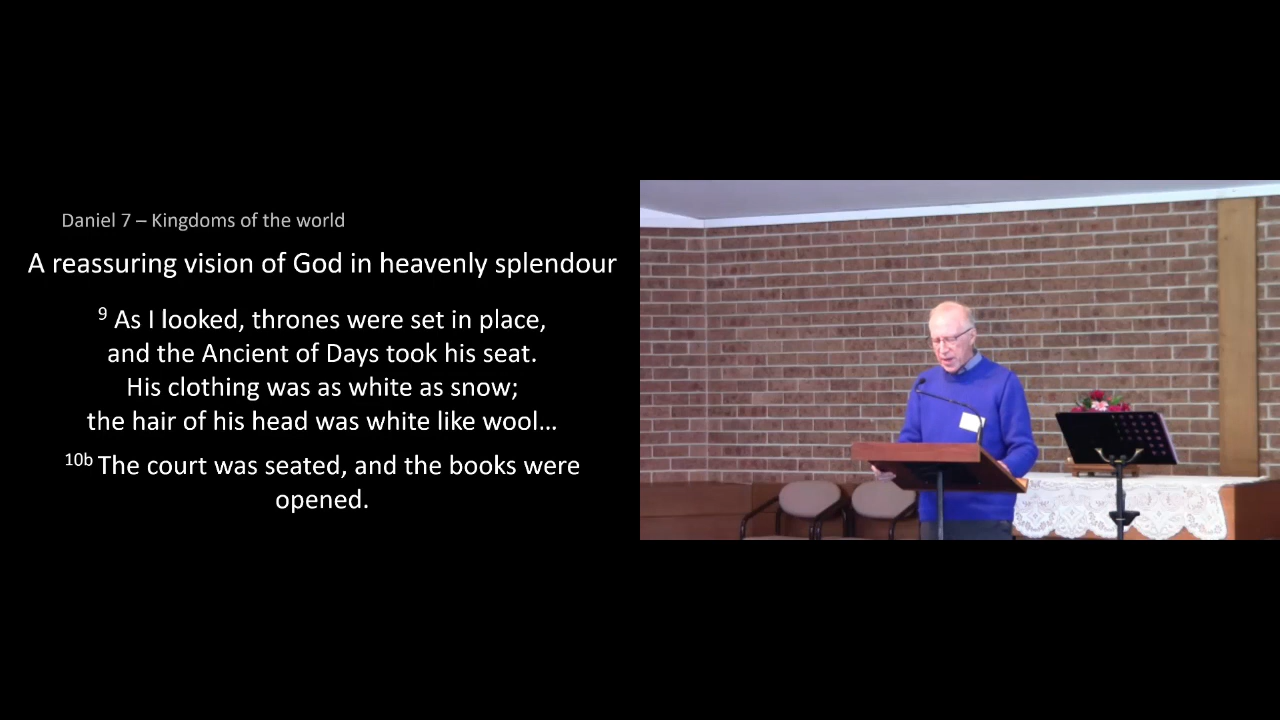 Daniel 7 – Kingdoms of the world
A reassuring vision of God in heavenly splendour
9 As I looked, thrones were set in place,
and the Ancient of Days took his seat.
His clothing was as white as snow;
the hair of his head was white like wool…
10b The court was seated, and the books were
opened.